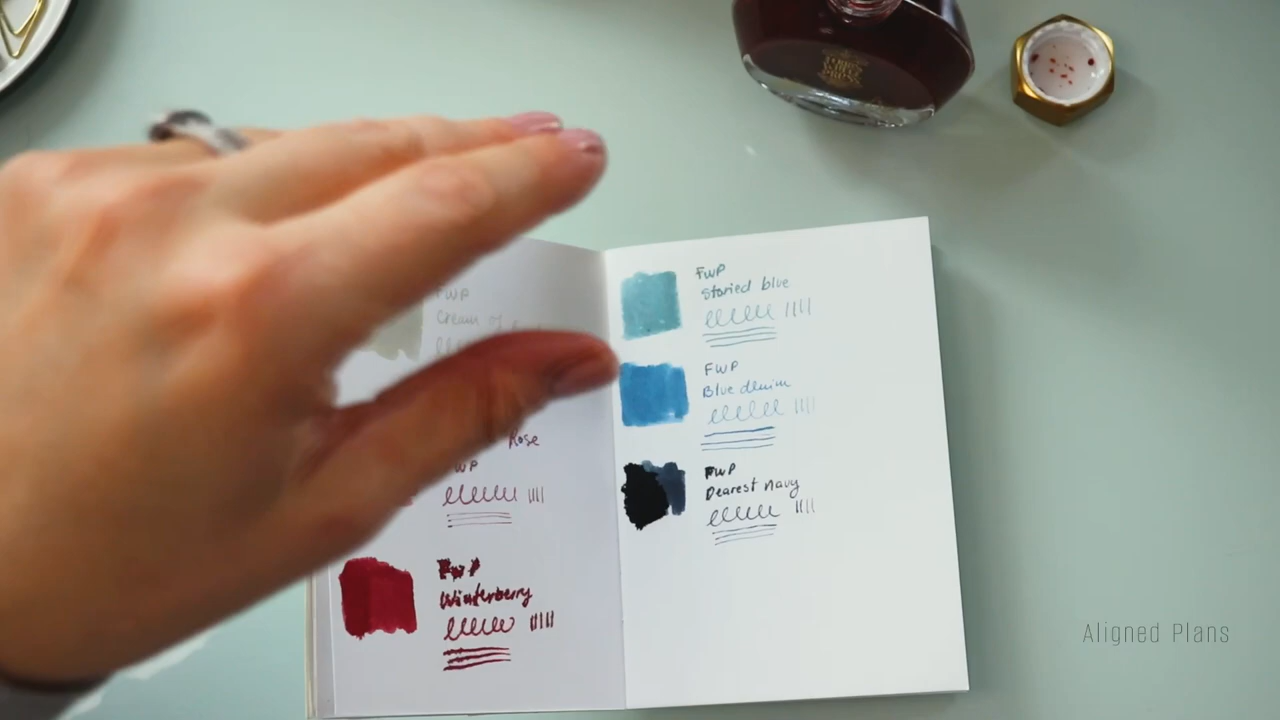 FWP
Cream of
Rose
FWP
FWP
Winterberry
FWP
Storied blue
FWP
Blue denim
FWP
Dearest navy
Aligned Plans